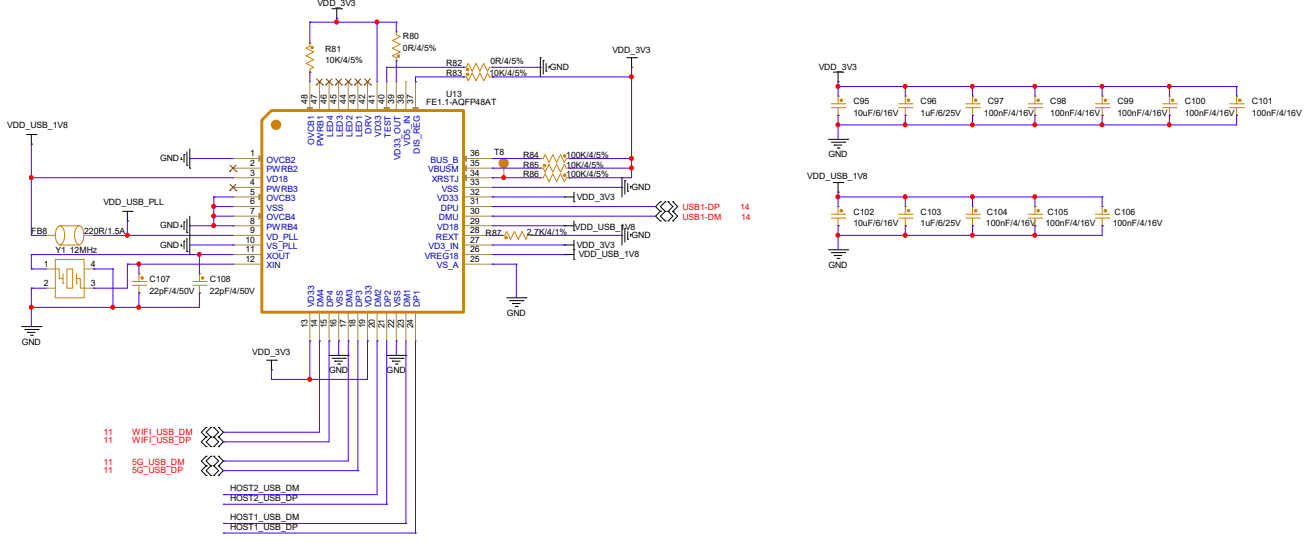 VDD_3V3
R81
10K/4/5%
R80
0R/4/5%
R82 0R/4/5%
R83 10K/4/5%
GND
VDD_3V3
U13
FE1.1-AQFP48AT
48 47 46 45 44 43 42 41 40 39 38 37
OVCB1 PWRB1 LED4 LED3 LED2 LED1 DRV VD33 TEST VD33_OUT VD5_IN DIS_REG
VDD_USB_1V8
GND
1 OVCB2
2 PWRB2
3 VD18
4 PWRB3
5 OVCB3
6 VSS
7 OVCB4
8 PWRB4
9 VD_PLL
10 VS_PLL
11 XOUT
12 XIN
VDD_USB_PLL
GND
GND
FB8 220R/1.5A
Y1 12MHz
1 4
2 3
C107
22pF/4/50V
C108
22pF/4/50V
GND
BUS_B 36
VBUSM 35
XRSTJ 34
VSS 33
VD33 32
DPU 31
DMU 30
VD18 29
REXT 28
VD3_IN 27
VREG18 26
VS_A 25
T8
R84 100K/4/5%
R85 10K/4/5%
R86 100K/4/5%
GND
VDD_3V3
USB1-DP 14
USB1-DM 14
VDD_USB_1V8
R87 2.7K/4/1%
GND
VDD_3V3
VDD_USB_1V8
GND
VD33 DM4 DP4 VSS DM3 DP3 VD33 DM2 DP2 VSS DM1 DP1
13 14 15 16 17 18 19 20 21 22 23 24
VDD_3V3
GND
GND
11 WIFI_USB_DM
11 WIFI_USB_DP
11 5G_USB_DM
11 5G_USB_DP
HOST2_USB_DM
HOST2_USB_DP
HOST1_USB_DM
HOST1_USB_DP
VDD_3V3
C95
10uF/6/16V
C96
1uF/6/25V
C97
100nF/4/16V
C98
100nF/4/16V
C99
100nF/4/16V
C100
100nF/4/16V
C101
100nF/4/16V
GND
VDD_USB_1V8
C102
10uF/6/16V
C103
1uF/6/25V
C104
100nF/4/16V
C105
100nF/4/16V
C106
100nF/4/16V
GND